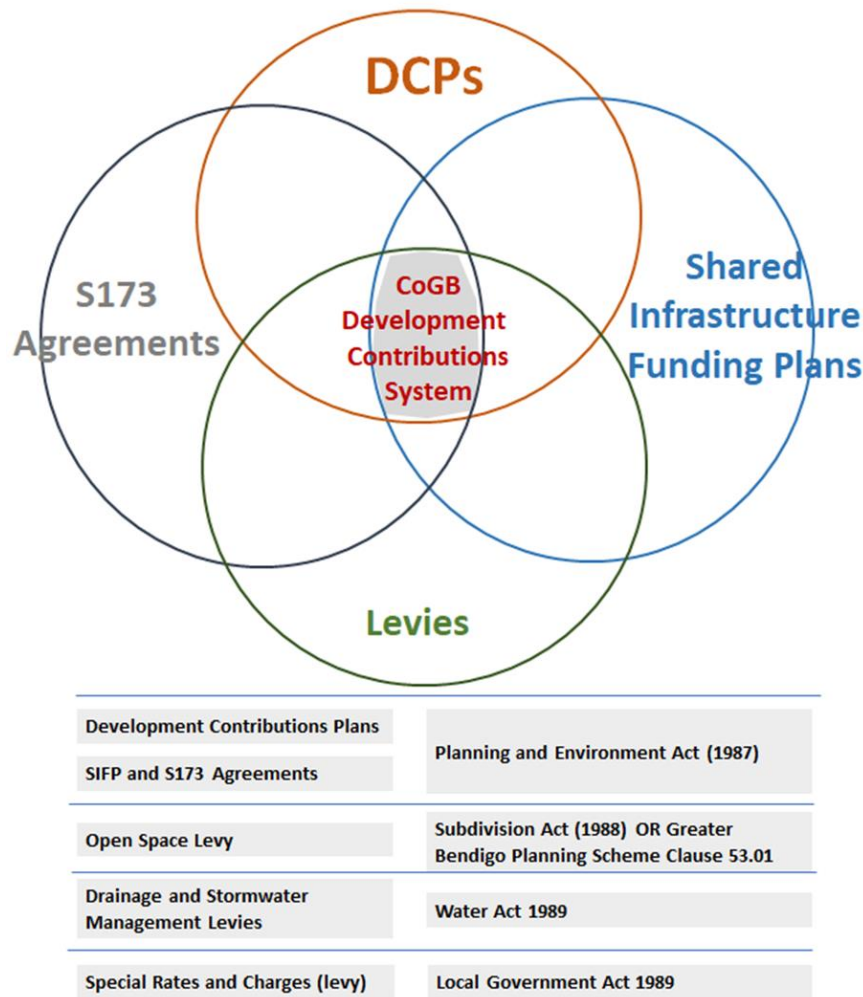 DCPs
S173
Agreements
Shared
Infrastructure
Funding Plans
CoGB
Development
Contributions
System
Levies
Development Contributions Plans
SIFP and S173 Agreements
Planning and Environment Act (1987)
Open Space Levy
Subdivision Act (1988) OR Greater
Bendigo Planning Scheme Clause 53.01
Drainage and Stormwater
Management Levies
Water Act 1989
Special Rates and Charges (levy)
Local Government Act 1989